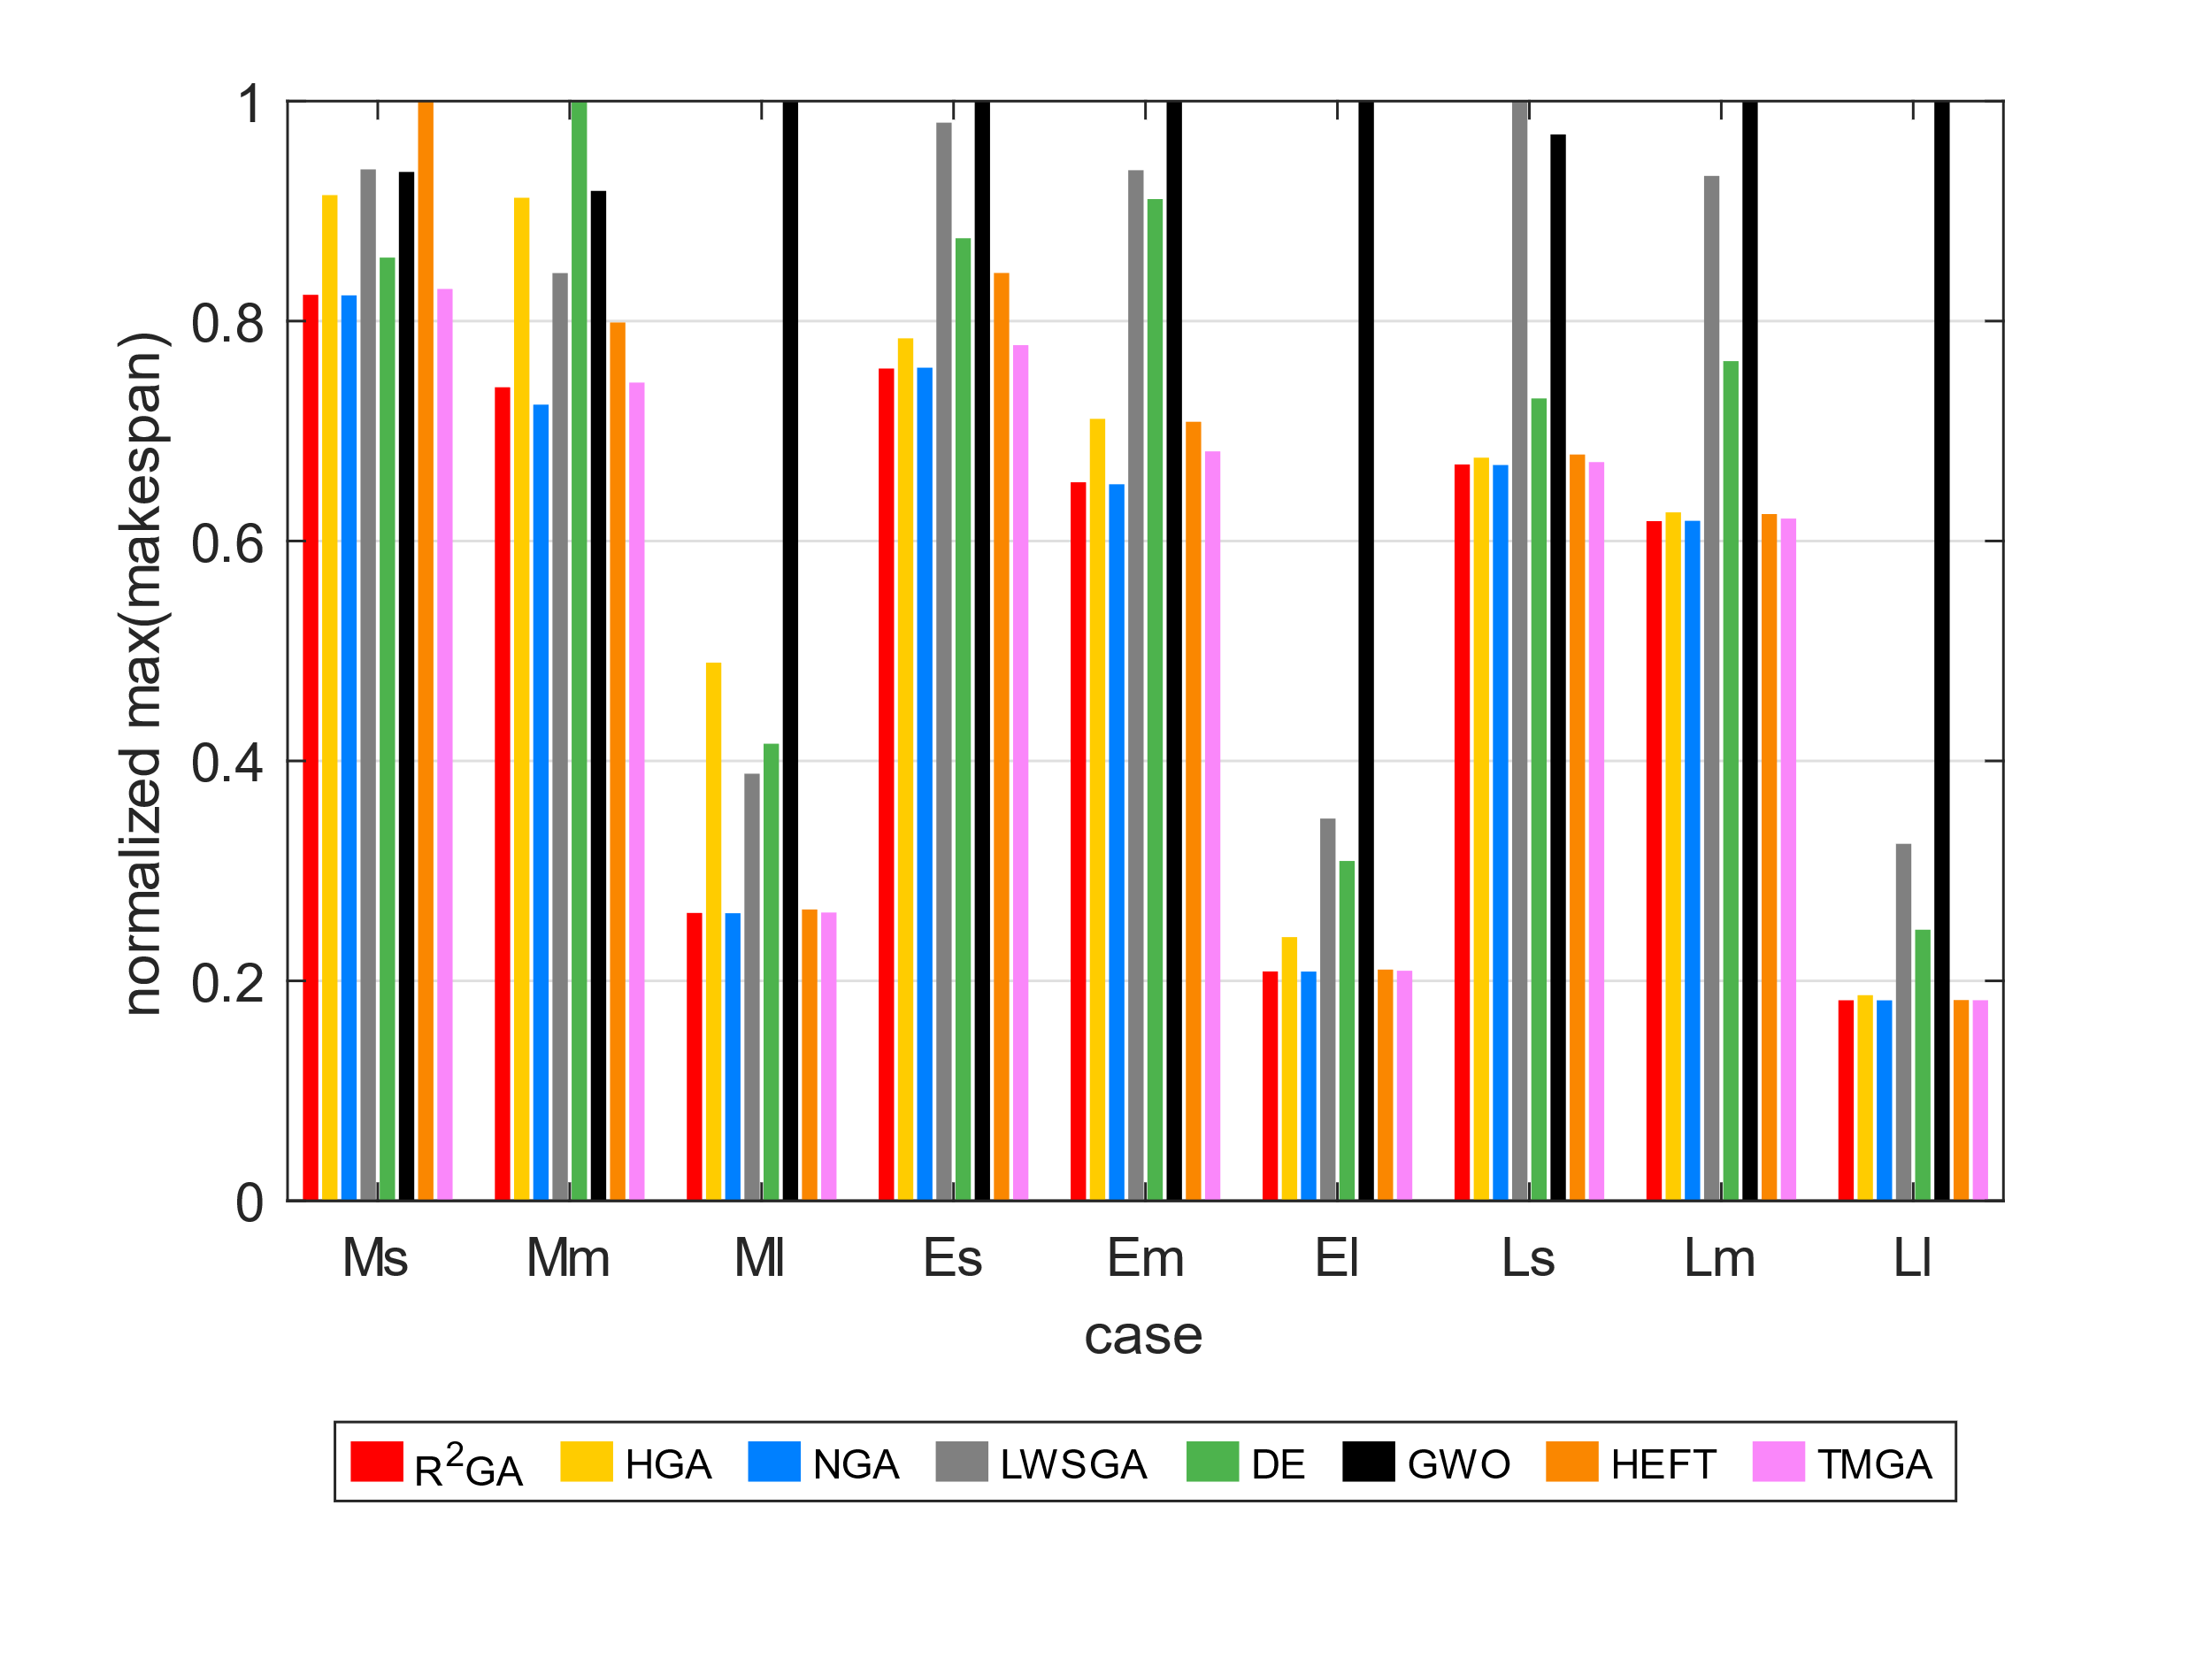 normalized max(makespan)
1
0.8
0.6
0.4
0.2
0
Ms Mm Ml Es Em El Ls Lm Ll
case
R²GA HGA NGA LWSGA DE GWO HEFT TMGA